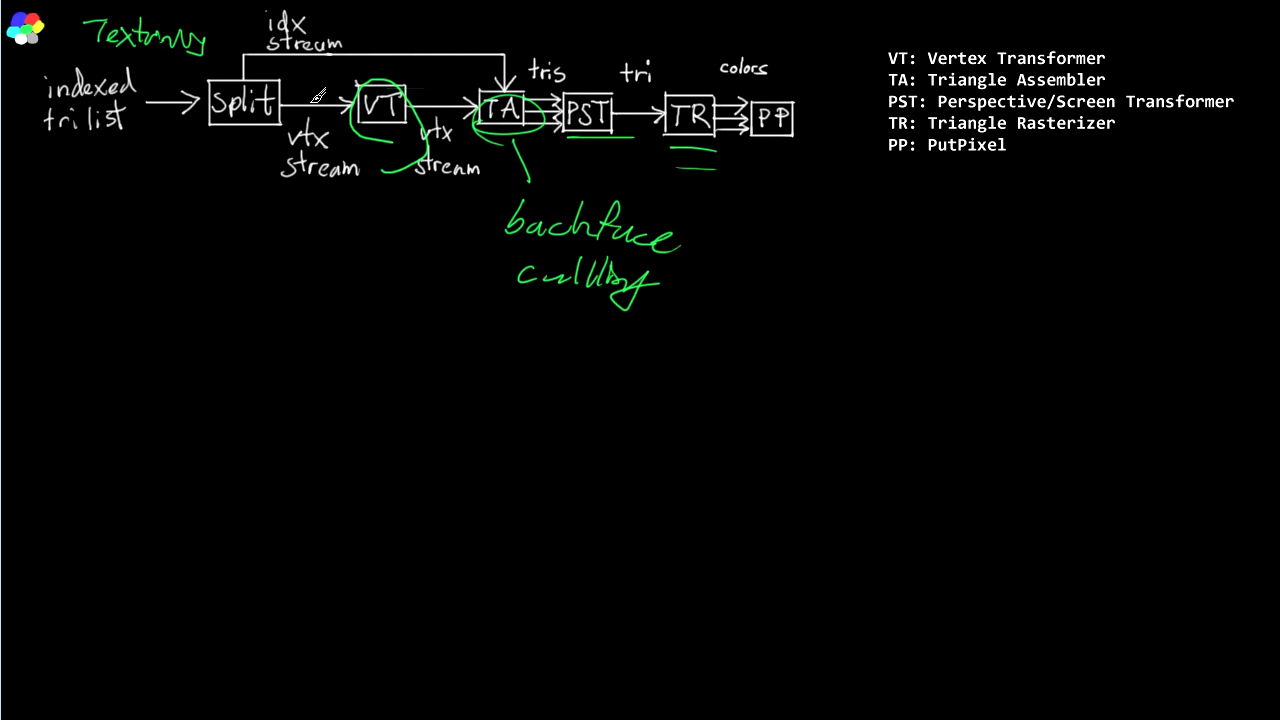 Texturing
idx
stream
indexed
tri list
split
vtx
stream
VT
vtx
stream
TA
tris
PST
tri
TR
colors
PP
backface
culling
VT: Vertex Transformer
TA: Triangle Assembler
PST: Perspective/Screen Transformer
TR: Triangle Rasterizer
PP: PutPixel